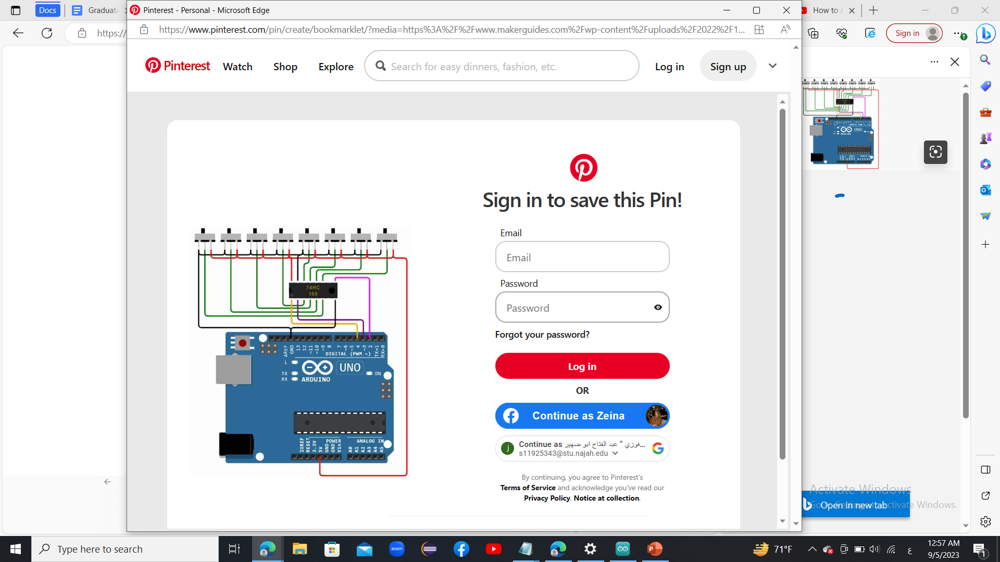 Docs
Graduati
Pinterest - Personal - Microsoft Edge
How to A
https://
https://www.pinterest.com/pin/create/bookmarklet/?media=https%3A%2F%2Fwww.makerguides.com%2Fwp-content%2Fuploads%2F2022%2F1...
Sign in
Pinterest
Watch
Shop
Explore
Search for easy dinners, fashion, etc.
Log in
Sign up
Sign in to save this Pin!
Email
Email
Password
Password
Forgot your password?
Log in
OR
Continue as Zeina
Continue as فوزي " عبد الفتاح ابو ضهير...
s11925343@stu.najah.edu
By continuing, you agree to Pinterest's
Terms of Service and acknowledge you've read our
Privacy Policy. Notice at collection.
74HC
165
AREF
GND
13
12
~11
~10
~9
8
7
~6
~5
4
~3
2
TX→1
RX←0
DIGITAL (PWM ~)
L
TX
RX
UNO
ARDUINO
ON
IOREF
RESET
3.3V
5V
GND
GND
Vin
POWER
ANALOG IN
A0
A1
A2
A3
A4
A5
UNO
Activate Windows
Go to Settings to activate Windows.
Open in new tab
Type here to search
zoom
71°F
ع
12:57 AM
9/5/2023
1